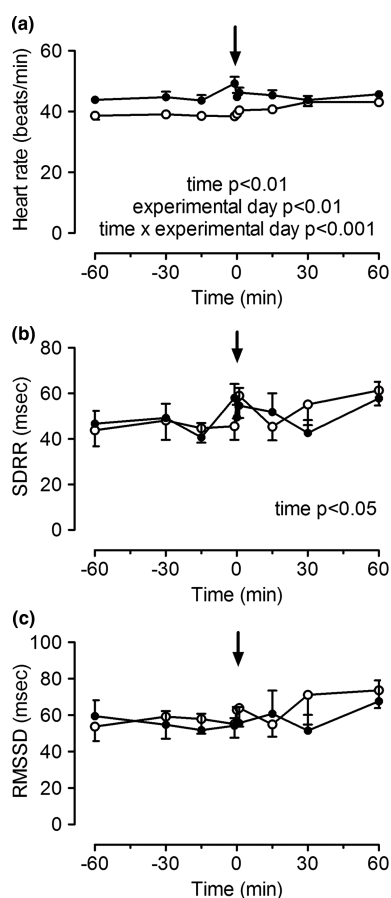 (a)
Heart rate (beats/min)
60
40
20
0
time p<0.01
experimental day p<0.01
time x experimental day p<0.001
-60 -30 0 30 60
Time (min)
(b)
SDRR (msec)
80
60
40
20
0
time p<0.05
-60 -30 0 30 60
Time (min)
(c)
RMSSD (msec)
100
80
60
40
20
0
-60 -30 0 30 60
Time (min)